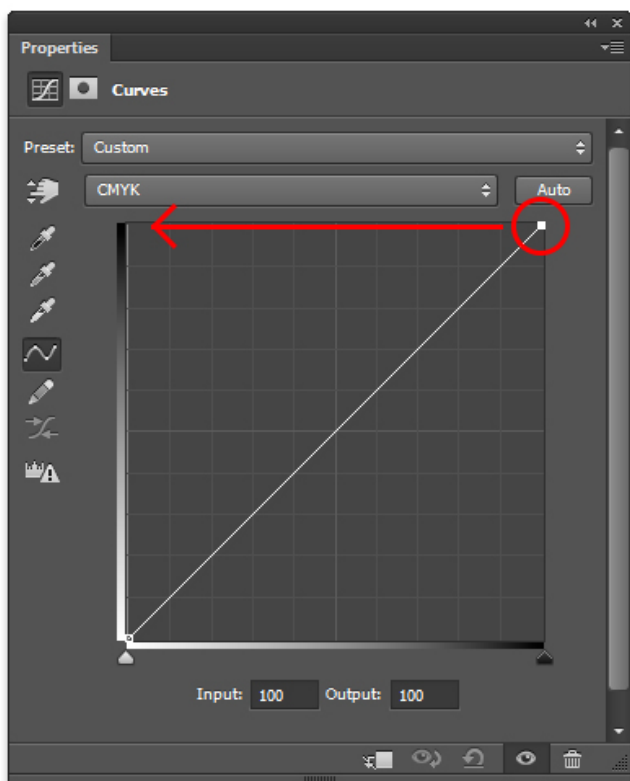 Properties
Curves
Preset: Custom
CMYK Auto
Input: 100 Output: 100